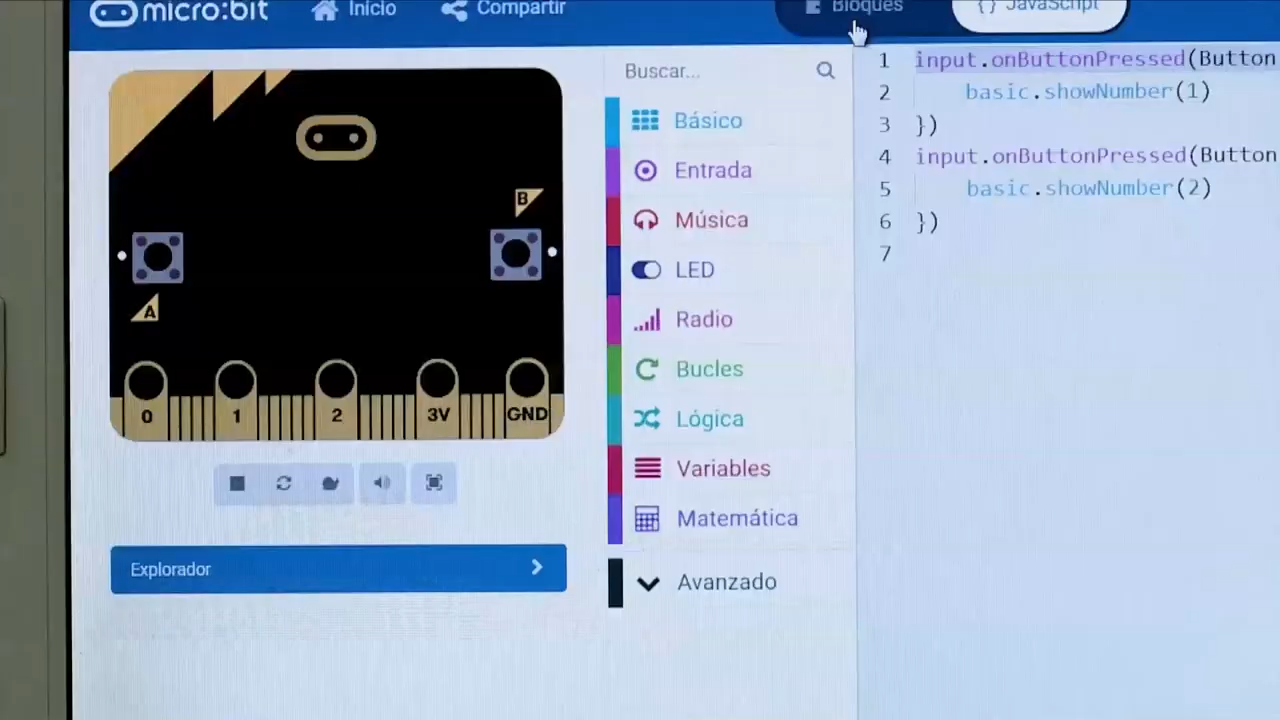 micro:bit
Inicio
Compartir
Bloques
{} JavaScript
B
A
0
1
2
3V
GND
Explorador
Buscar...
Básico
Entrada
Música
LED
Radio
Bucles
Lógica
Variables
Matemática
Avanzado
1 input.onButtonPressed(Button
2 basic.showNumber(1)
3 })
4 input.onButtonPressed(Button
5 basic.showNumber(2)
6 })
7